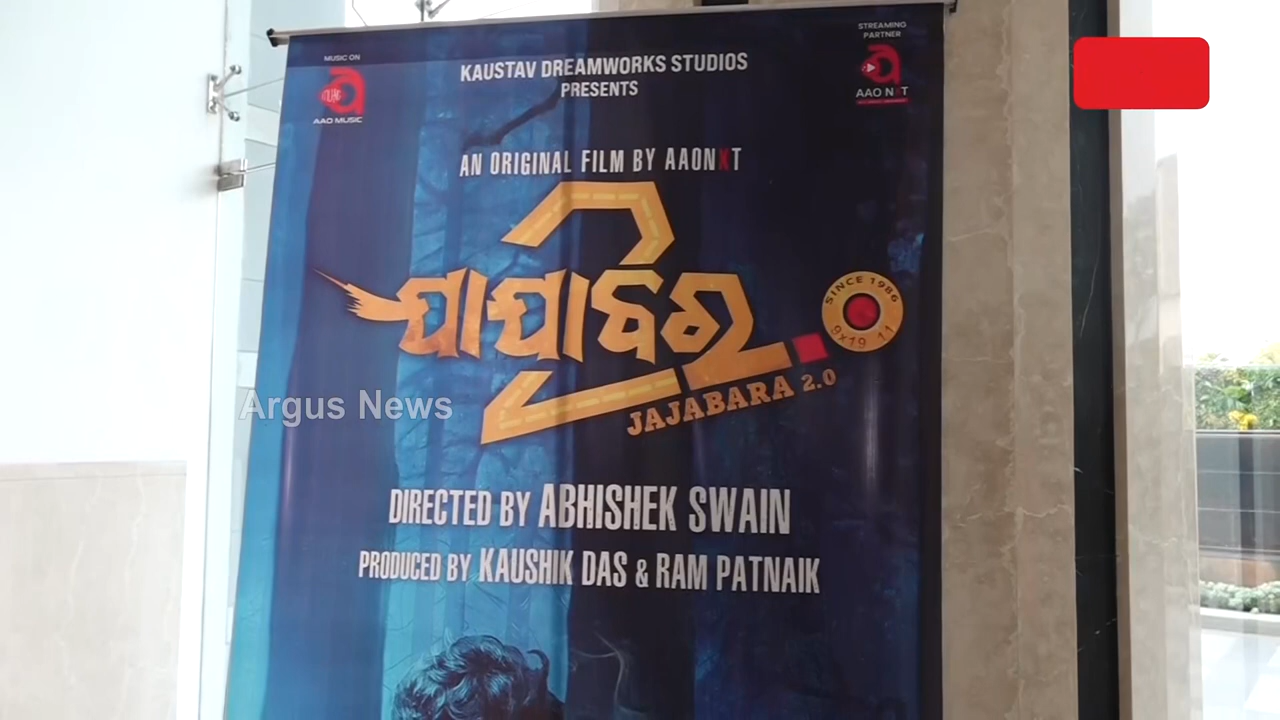 MUSIC ON
AAO MUSIC
STREAMING
PARTNER
AAO NXT
KAUSTAV DREAMWORKS STUDIOS
PRESENTS
AN ORIGINAL FILM BY AAONXT
ଯାଯାବର
2.0
SINCE 1986
JAJABARA 2.0
Argus News
DIRECTED BY ABHISHEK SWAIN
PRODUCED BY KAUSHIK DAS & RAM PATNAIK